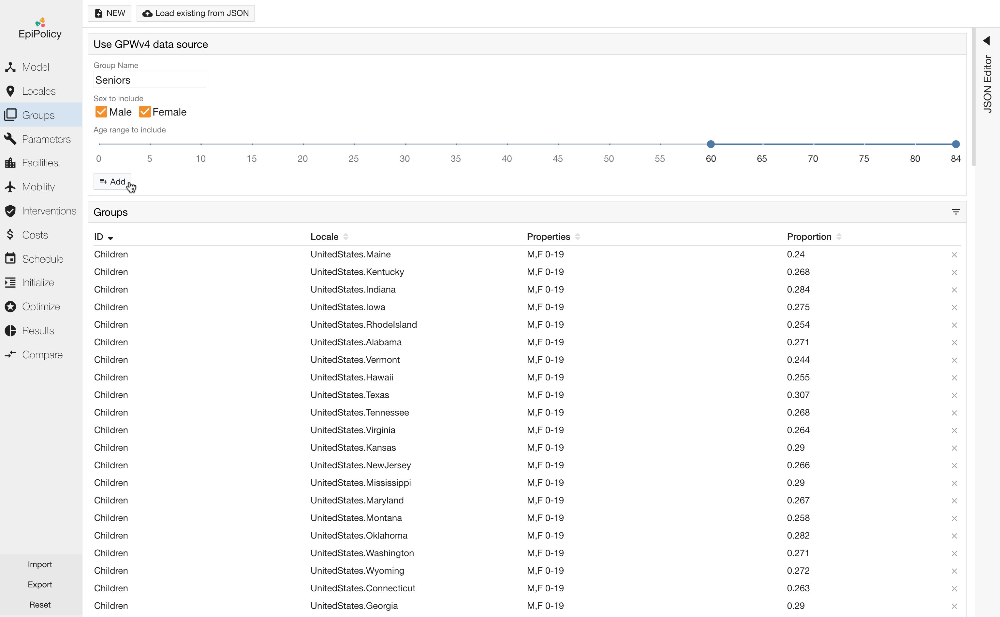 EpiPolicy
Model
Locales
Groups
Parameters
Facilities
Mobility
Interventions
Costs
Schedule
Initialize
Optimize
Results
Compare
Import
Export
Reset
NEW Load existing from JSON
Use GPWv4 data source
Group Name
Seniors
Sex to include
Male Female
Age range to include
0 5 10 15 20 25 30 35 40 45 50 55 60 65 70 75 80 84
Add
Groups
ID Locale Properties Proportion
Children UnitedStates.Maine M,F 0-19 0.24
Children UnitedStates.Kentucky M,F 0-19 0.268
Children UnitedStates.Indiana M,F 0-19 0.284
Children UnitedStates.Iowa M,F 0-19 0.275
Children UnitedStates.RhodeIsland M,F 0-19 0.254
Children UnitedStates.Alabama M,F 0-19 0.271
Children UnitedStates.Vermont M,F 0-19 0.244
Children UnitedStates.Hawaii M,F 0-19 0.255
Children UnitedStates.Texas M,F 0-19 0.307
Children UnitedStates.Tennessee M,F 0-19 0.268
Children UnitedStates.Virginia M,F 0-19 0.264
Children UnitedStates.Kansas M,F 0-19 0.29
Children UnitedStates.NewJersey M,F 0-19 0.266
Children UnitedStates.Mississippi M,F 0-19 0.29
Children UnitedStates.Maryland M,F 0-19 0.267
Children UnitedStates.Montana M,F 0-19 0.258
Children UnitedStates.Oklahoma M,F 0-19 0.282
Children UnitedStates.Washington M,F 0-19 0.271
Children UnitedStates.Wyoming M,F 0-19 0.272
Children UnitedStates.Connecticut M,F 0-19 0.263
Children UnitedStates.Georgia M,F 0-19 0.29
JSON Editor